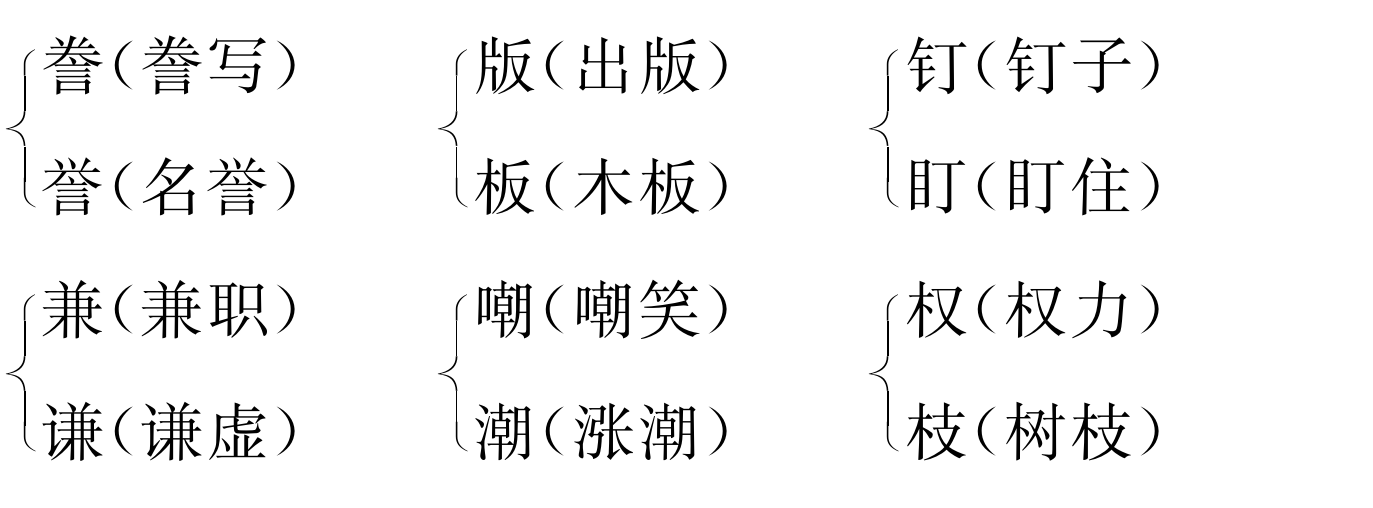 誊(誊写) 版(出版) 钉(钉子)
誉(名誉) 板(木板) 盯(盯住)
兼(兼职) 嘲(嘲笑) 权(权力)
谦(谦虚) 潮(涨潮) 枝(树枝)